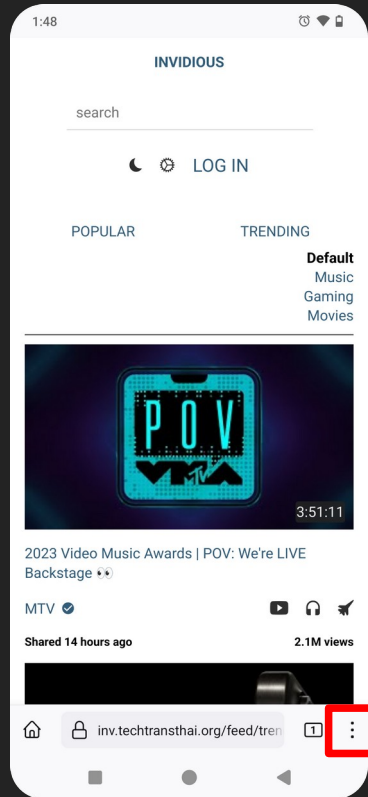 1:48
INVIDIOUS
search
LOG IN
POPULAR
TRENDING
Default
Music
Gaming
Movies
POV
VMA
3:51:11
2023 Video Music Awards | POV: We're LIVE
Backstage 👀
MTV
Shared 14 hours ago
2.1M views
inv.techtransthai.org/feed/tren
1